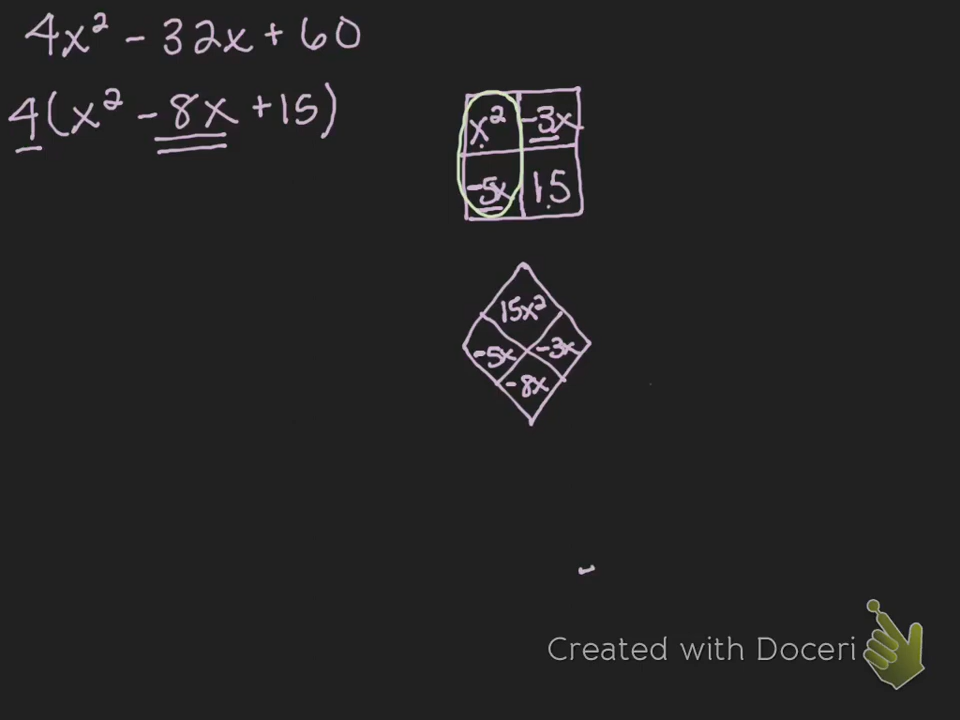 4x² - 32x + 60
4(x² - 8x + 15)
x² -3x
-5x 15
15x²
-5x -3x
-8x
Created with Doceri